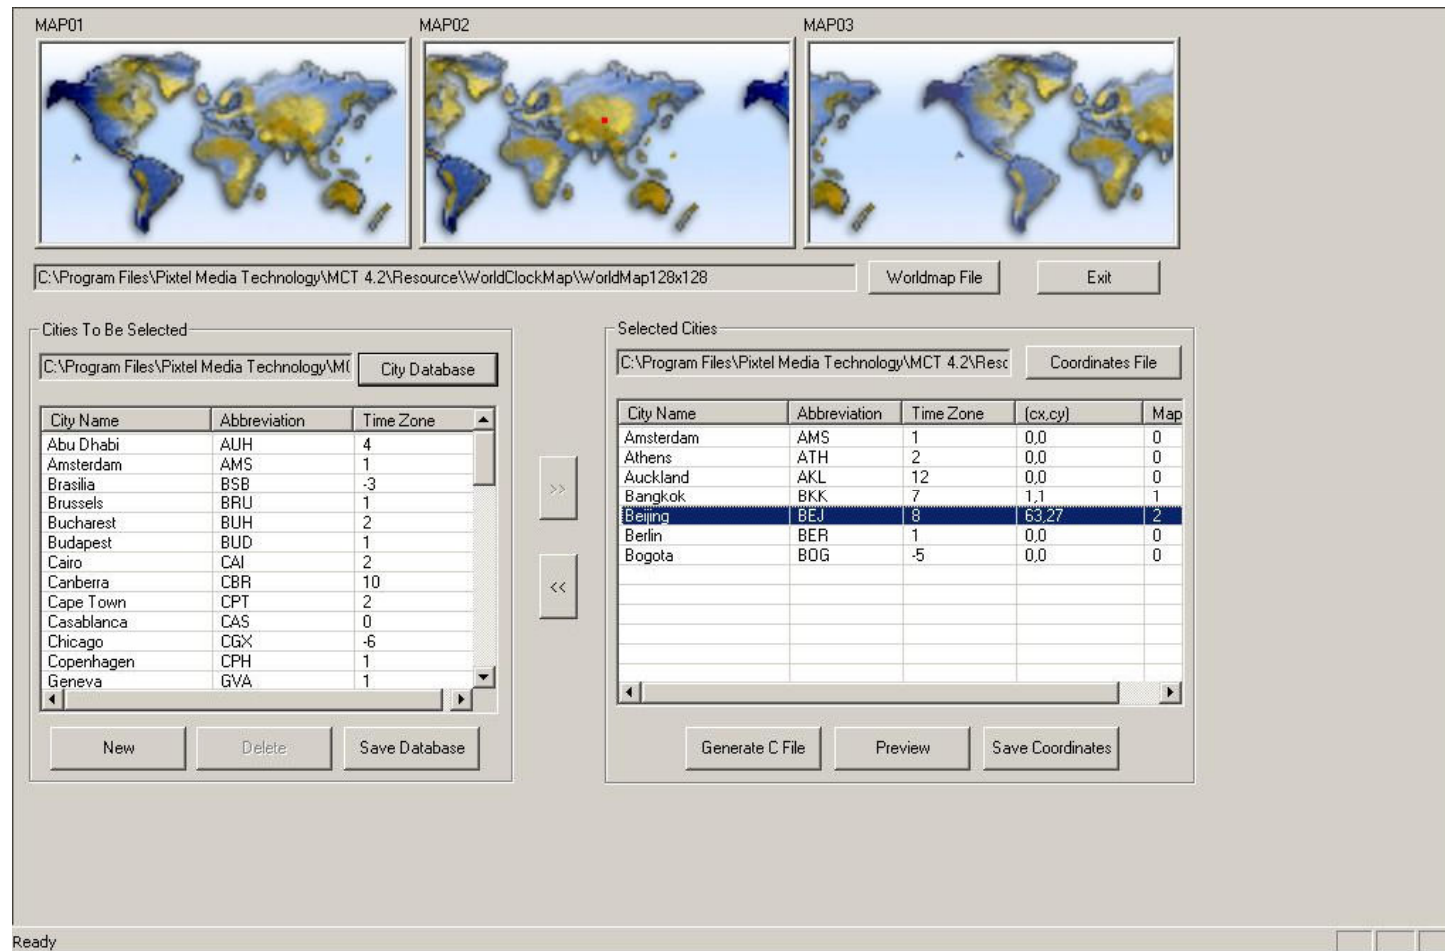 MAP01 MAP02 MAP03
C:\Program Files\Pixtel Media Technology\MCT 4.2\Resource\WorldClockMap\WorldMap128x128 Worldmap File Exit
Cities To Be Selected
C:\Program Files\Pixtel Media Technology\M City Database
City Name Abbreviation Time Zone
Abu Dhabi AUH 4
Amsterdam AMS 1
Brasilia BSB -3
Brussels BRU 1
Bucharest BUH 2
Budapest BUD 1
Cairo CAI 2
Canberra CBR 10
Cape Town CPT 2
Casablanca CAS 0
Chicago CGX -6
Copenhagen CPH 1
Geneva GVA 1
New Delete Save Database
>>
<<
Selected Cities
C:\Program Files\Pixtel Media Technology\MCT 4.2\Resc Coordinates File
City Name Abbreviation Time Zone (cx,cy) Map
Amsterdam AMS 1 0,0 0
Athens ATH 2 0,0 0
Auckland AKL 12 0,0 0
Bangkok BKK 7 1,1 1
Beijing BEJ 8 63,27 2
Berlin BER 1 0,0 0
Bogota BOG -5 0,0 0
Generate C File Preview Save Coordinates
Ready